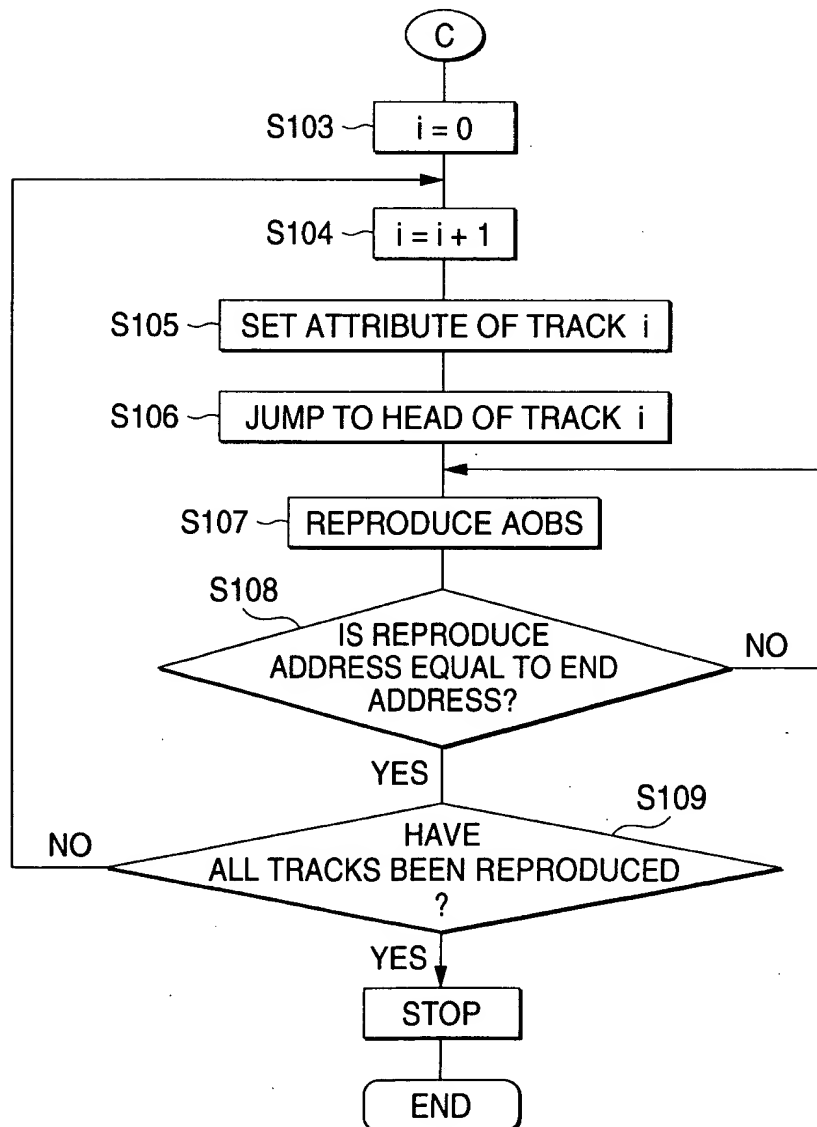 C
S103
i = 0
S104
i = i + 1
S105
SET ATTRIBUTE OF TRACK i
S106
JUMP TO HEAD OF TRACK i
S107
REPRODUCE AOBS
S108
IS REPRODUCE
ADDRESS EQUAL TO END
ADDRESS?
NO
YES
S109
HAVE
ALL TRACKS BEEN REPRODUCED
?
NO
YES
STOP
END